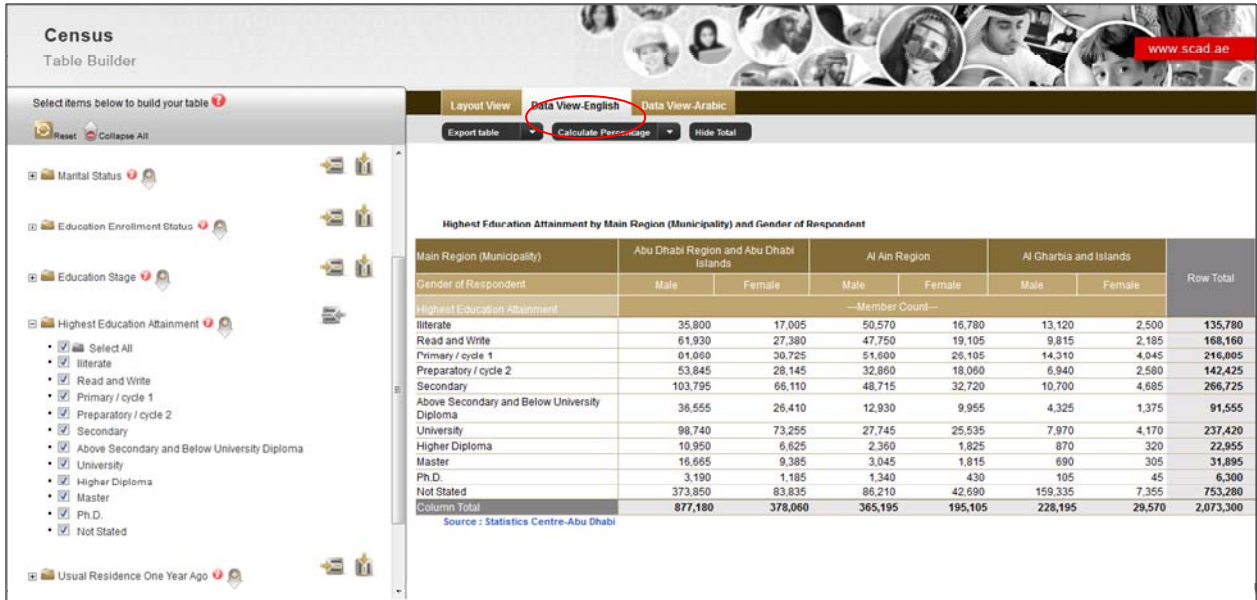 Census
Table Builder
www.scad.ae
Select items below to build your table
Reset Collapse All
Marital Status
Education Enrollment Status
Education Stage
Highest Education Attainment
Select All
Iliterate
Read and Write
Primary / cycle 1
Preparatory / cycle 2
Secondary
Above Secondary and Below University Diploma
University
Higher Diploma
Master
Ph.D.
Not Stated
Usual Residence One Year Ago
Layout View Data View-English Data View-Arabic
Export table Calculate Percentage Hide Total
Highest Education Attainment by Main Region (Municipality) and Gender of Respondent
Main Region (Municipality) Abu Dhabi Region and Abu Dhabi Islands Al Ain Region Al Gharbia and Islands Row Total
Gender of Respondent Male Female Male Female Male Female
Highest Education Attainment —Member Count—
Iliterate 35,800 17,005 50,570 16,780 13,120 2,500 135,780
Read and Write 61,930 27,380 47,750 19,105 9,815 2,185 168,160
Primary / cycle 1 30,725 51,600 26,105 14,310 4,045
Preparatory / cycle 2 53,845 28,145 32,860 18,060 6,940 2,580 142,425
Secondary 103,795 66,110 48,715 32,720 10,700 4,685 266,725
Above Secondary and Below University
Diploma 36,555 26,410 12,930 9,955 4,325 1,375 91,555
University 98,740 73,255 27,745 25,535 7,970 4,170 237,420
Higher Diploma 10,950 6,625 2,360 1,825 870 320 22,955
Master 16,665 9,385 3,045 1,815 690 305 31,895
Ph.D. 3,190 1,185 1,340 430 105 45 6,300
Not Stated 373,850 83,835 86,210 42,690 159,335 7,355 753,280
Column Total 877,180 378,060 365,195 195,105 228,195 29,570 2,073,300
Source : Statistics Centre-Abu Dhabi